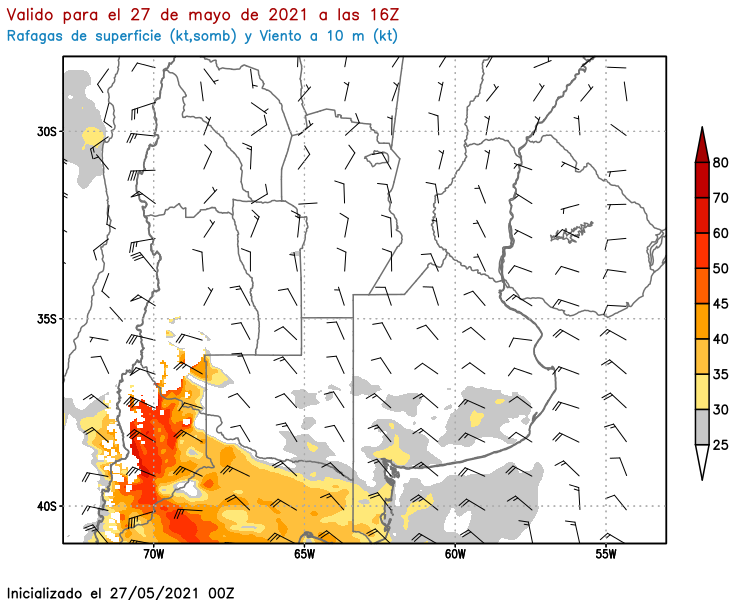 Valido para el 27 de mayo de 2021 a las 16Z
Rafagas de superficie (kt,somb) y Viento a 10 m (kt)
30S
35S
40S
70W
65W
60W
55W
80
70
60
50
45
40
35
30
25
Inicializado el 27/05/2021 00Z